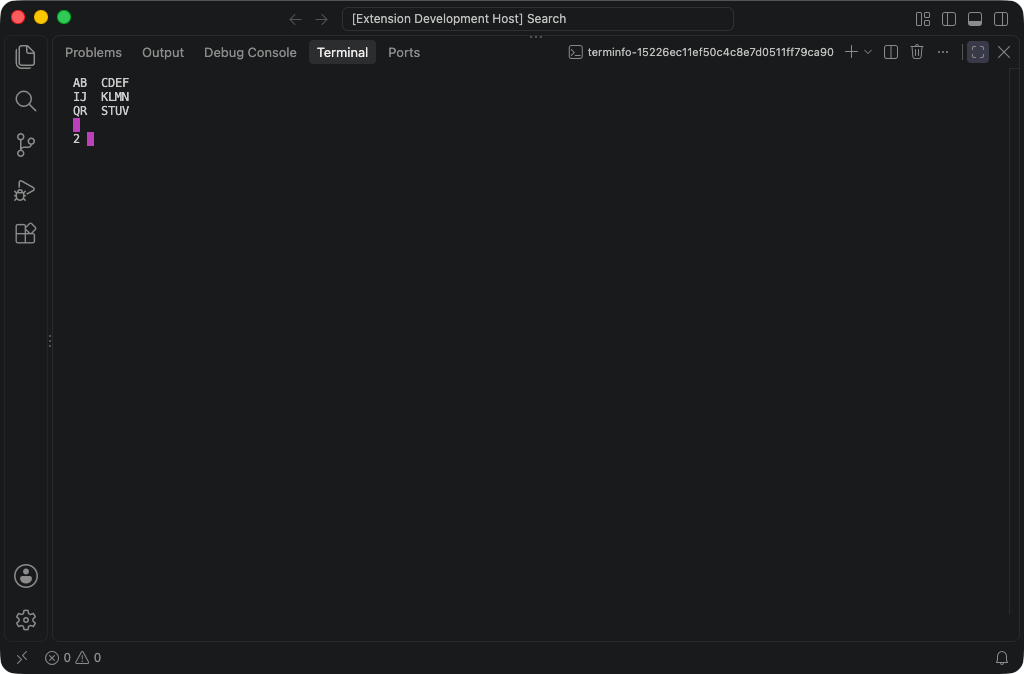 [Extension Development Host] Search
Problems Output Debug Console Terminal Ports terminfo-15226ec11ef50c4c8e7d0511ff79ca90
AB  CDEF
IJ  KLMN
QR  STUV
2
0 0